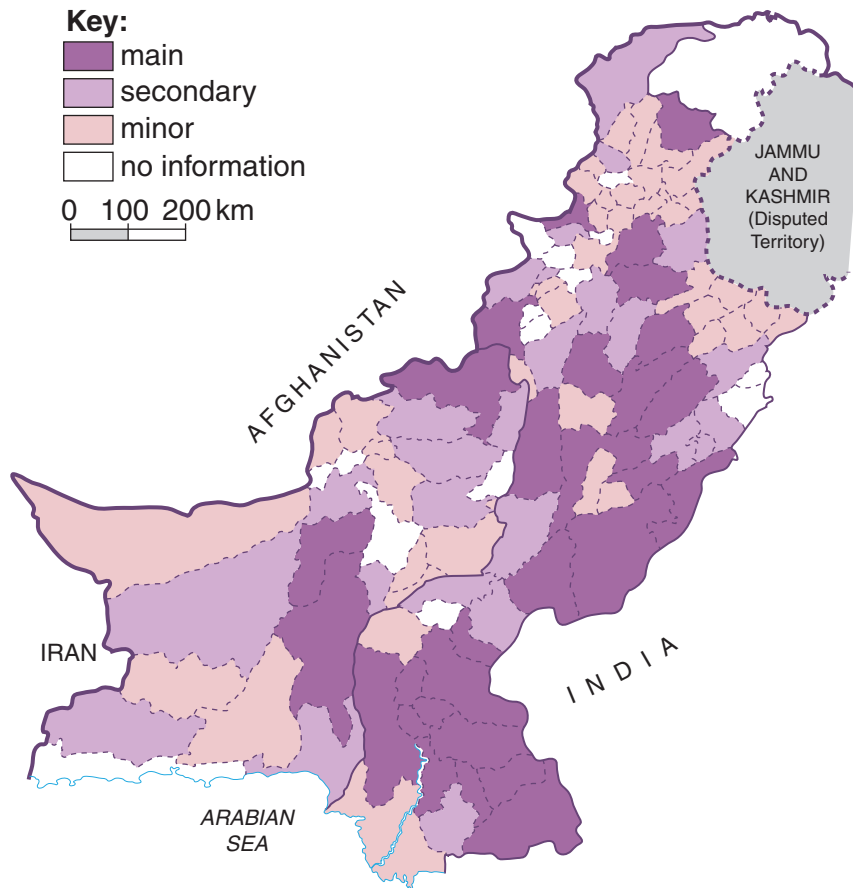 Key:
main
secondary
minor
no information
0 100 200 km
JAMMU
AND
KASHMIR
(Disputed
Territory)
AFGHANISTAN
IRAN
INDIA
ARABIAN
SEA